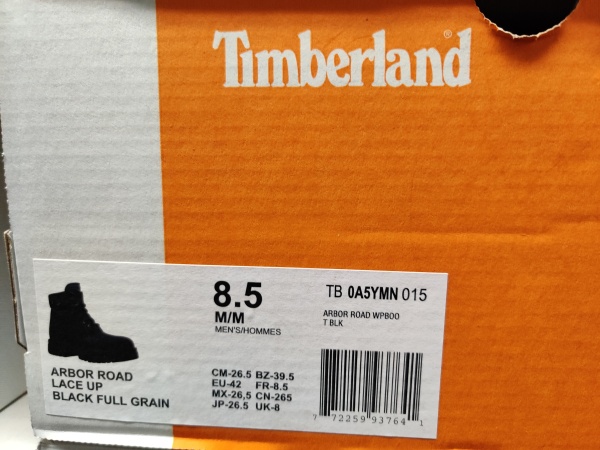 Timberland®
8.5
M/M
MEN'S/HOMMES
TB 0A5YMN 015
ARBOR ROAD WPBOO
T BLK
ARBOR ROAD
LACE UP
BLACK FULL GRAIN
CM-26.5 BZ-39.5
EU-42 FR-8.5
MX-26,5 CN-265
JP-26.5 UK-8
7 72259 93764 1